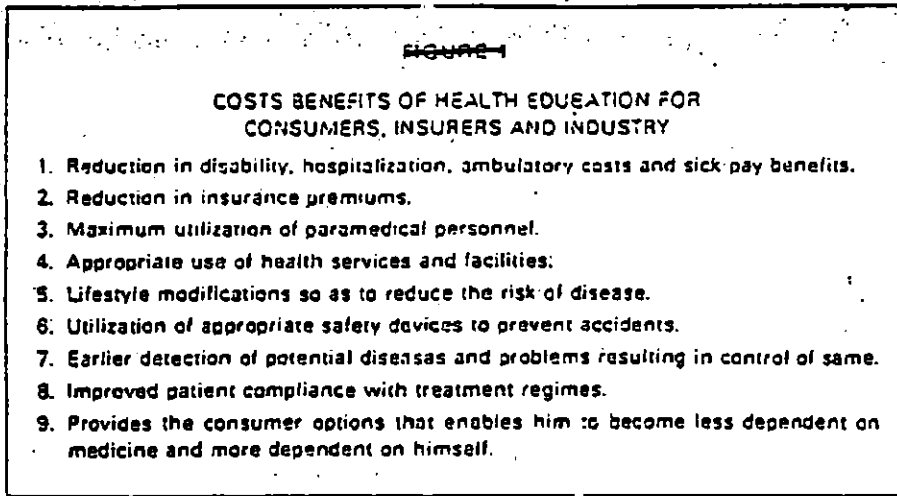 FIGURE 1
COSTS BENEFITS OF HEALTH EDUCATION FOR
CONSUMERS, INSURERS AND INDUSTRY
1. Reduction in disability, hospitalization, ambulatory costs and sick pay benefits.
2. Reduction in insurance premiums.
3. Maximum utilization of paramedical personnel.
4. Appropriate use of health services and facilities.
5. Lifestyle modifications so as to reduce the risk of disease.
6. Utilization of appropriate safety devices to prevent accidents.
7. Earlier detection of potential diseases and problems resulting in control of same.
8. Improved patient compliance with treatment regimes.
9. Provides the consumer options that enables him to become less dependent on
medicine and more dependent on himself.